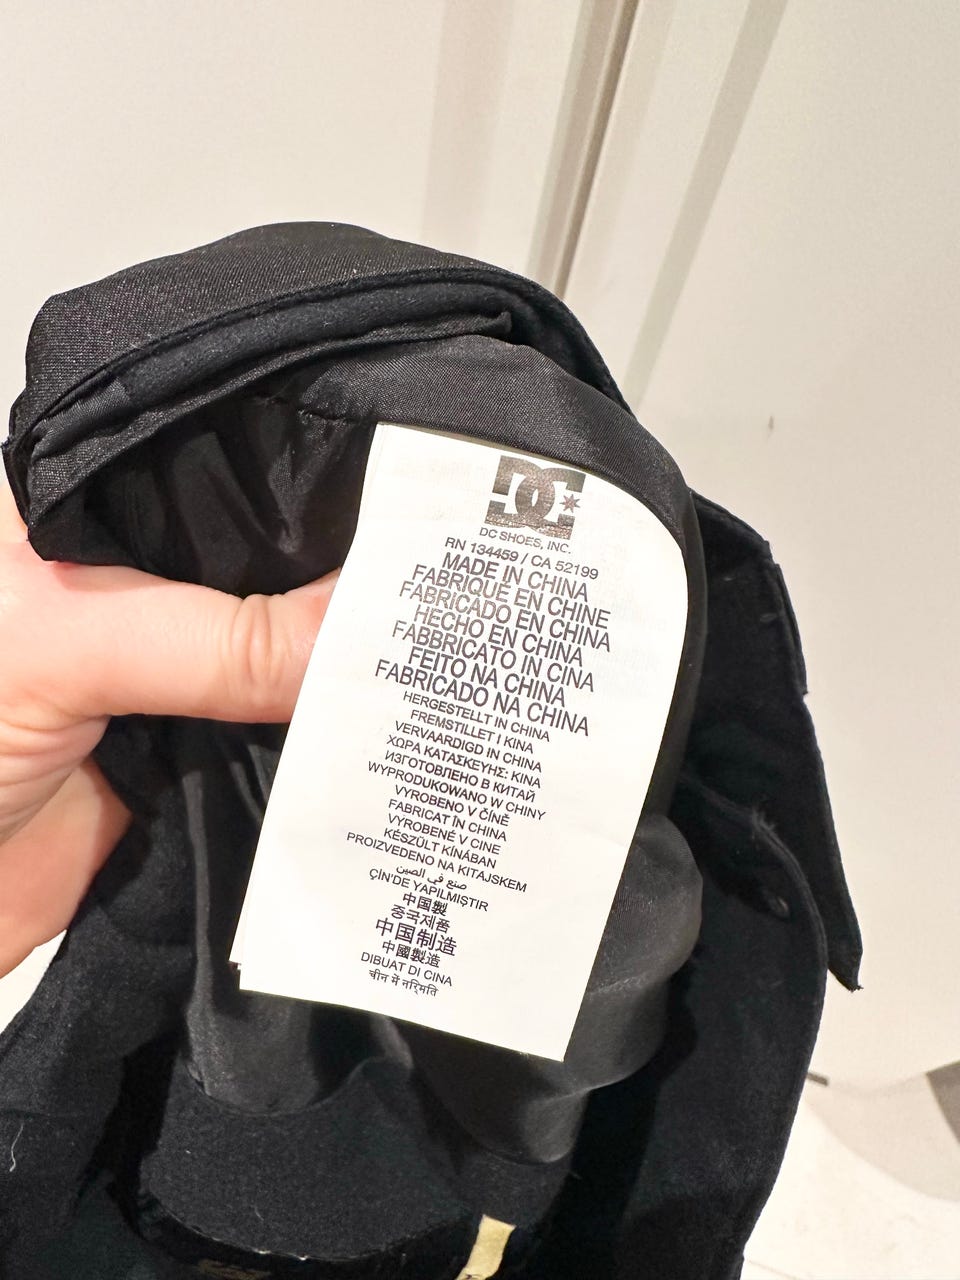 DC
DC SHOES, INC.
RN 134459 / CA 52199
MADE IN CHINA
FABRIQUÉ EN CHINE
FABRICADO EN CHINA
HECHO EN CHINA
FABBRICATO IN CINA
FEITO NA CHINA
FABRICADO NA CHINA
HERGESTELLT IN CHINA
FREMSTILLET I KINA
VERVAARDIGD IN CHINA
ΧΩΡΑ ΚΑΤΑΣΚΕΥΗΣ: ΚΙΝΑ
ИЗГОТОВЛЕНО В КИТАЙ
WYPRODUKOWANO W CHINY
VYROBENO V ČÍNĚ
FABRICAT ÎN CHINA
VYROBENÉ V CINE
KÉSZÜLT KÍNÁBAN
PROIZVEDENO NA KITAJSKEM
صنع في الصين
ÇİN'DE YAPILMIŞTIR
中国製
중국제품
中国制造
中國製造
DIBUAT DI CINA
चीन में नर्िमति